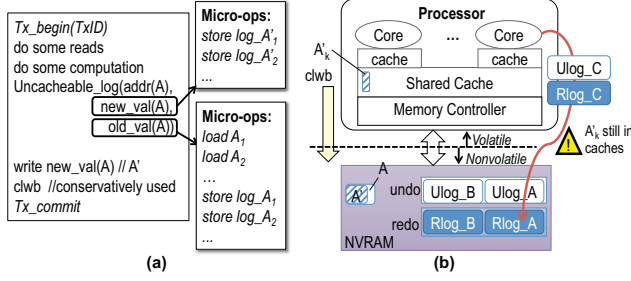 Tx_begin(TxID)
do some reads
do some computation
Uncacheable_log(addr(A),
new_val(A),
old_val(A))
write new_val(A) // A'
clwb //conservatively used
Tx_commit
Micro-ops:
store log_A'1
store log_A'2
...
Micro-ops:
load A1
load A2
...
store log_A1
store log_A2
...
(a)
Processor
Core ... Core
cache cache
A'k
clwb
Shared Cache
Memory Controller
Ulog_C
Rlog_C
Volatile
Nonvolatile
! A'k still in
caches
A
A'
undo Ulog_B Ulog_A
redo Rlog_B Rlog_A
NVRAM
(b)